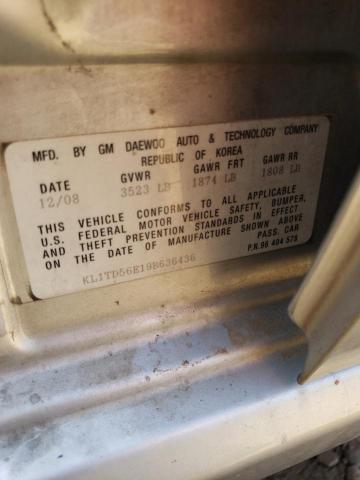 MFD. BY GM DAEWOO AUTO & TECHNOLOGY COMPANY
REPUBLIC OF KOREA
DATE GVWR GAWR FRT GAWR RR
12/08 3523 LB 1874 LB 1808 LB
THIS VEHICLE CONFORMS TO ALL APPLICABLE
U.S. FEDERAL MOTOR VEHICLE SAFETY, BUMPER,
AND THEFT PREVENTION STANDARDS IN EFFECT
ON THE DATE OF MANUFACTURE SHOWN ABOVE
PASS. CAR
KL1TD56E19B636436 P.N.96 404 578